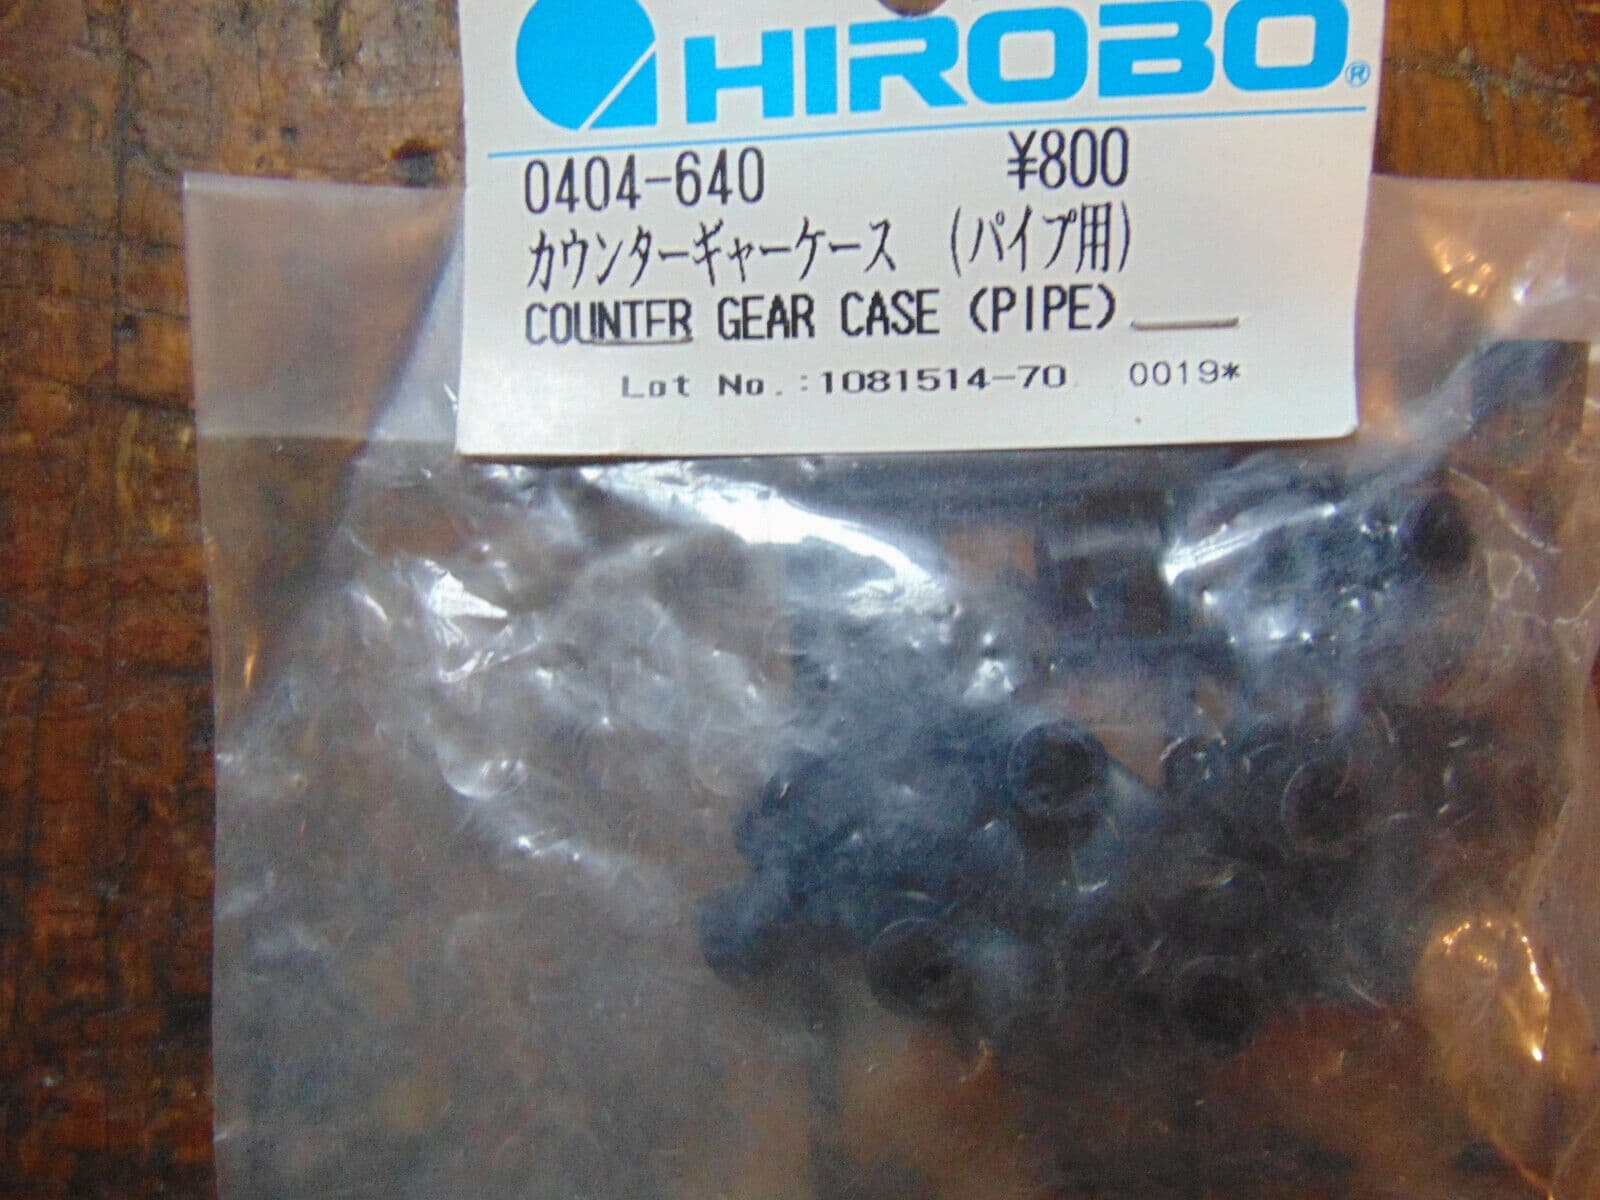 HIROBO®
0404-640 ¥800
カウンターギャーケース (パイプ用)
COUNTER GEAR CASE (PIPE)
Lot No.:1081514-70 0019*